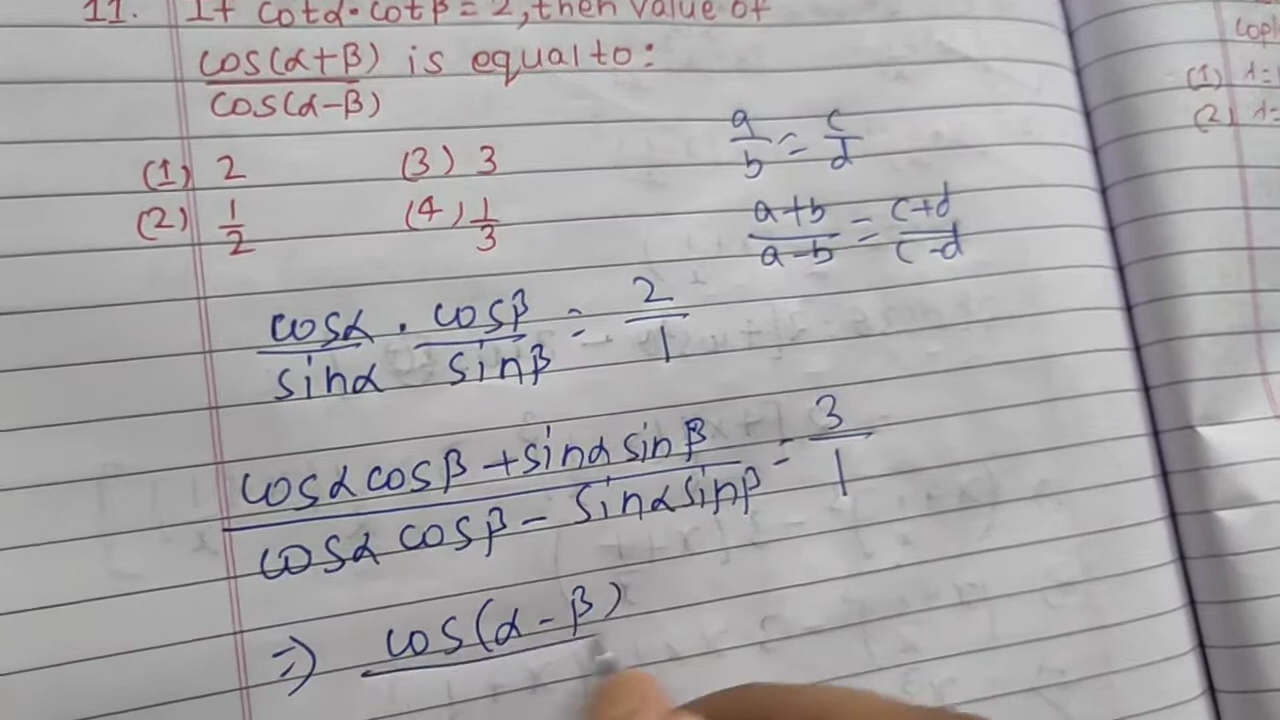 11. If cotα·cotβ = 2, then value of
cos(α+β) is equal to:
cos(α-β)
(1) 2 (3) 3
(2) 1/2 (4) 1/3
a/b = c/d
a+b/a-b = c+d/c-d
cosα/sinα . cosβ/sinβ = 2/1
cosα cosβ + sinα sinβ / cosα cosβ - sinα sinβ = 3/1
⇒ cos(α-β)
(1) λ=
(2) λ=